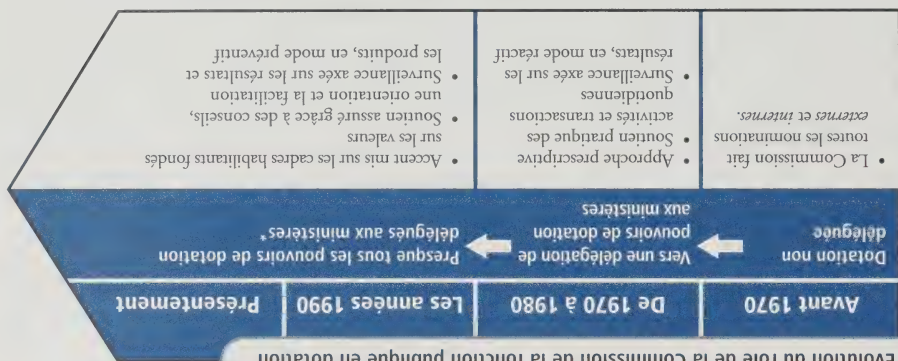 Évolution du rôle de la Commission de la fonction publique en dotation
Avant 1970
De 1970 à 1980
Les années 1990
Présentement
Dotation non
déléguée
Vers une délégation de
pouvoirs de dotation
aux ministères
Presque tous les pouvoirs de dotation
délégués aux ministères*
• La Commission fait
toutes les nominations
externes et internes.
• Approche prescriptive
• Soutien pratique des
activités et transactions
quotidiennes
• Surveillance axée sur les
résultats, en mode réactif
• Accent mis sur les cadres habilitants fondés
sur les valeurs
• Soutien assuré grâce à des conseils,
une orientation et la facilitation
• Surveillance axée sur les résultats et
les produits, en mode préventif